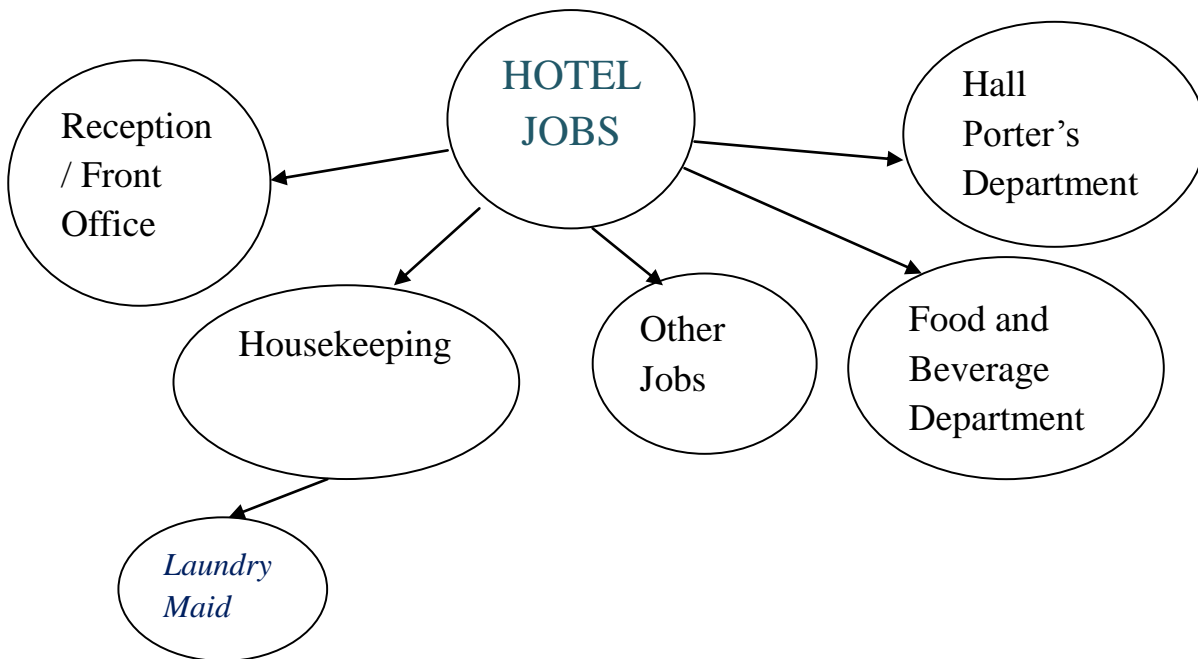 HOTEL
JOBS
Reception
/ Front
Office
Hall
Porter’s
Department
Housekeeping
Other
Jobs
Food and
Beverage
Department
Laundry
Maid